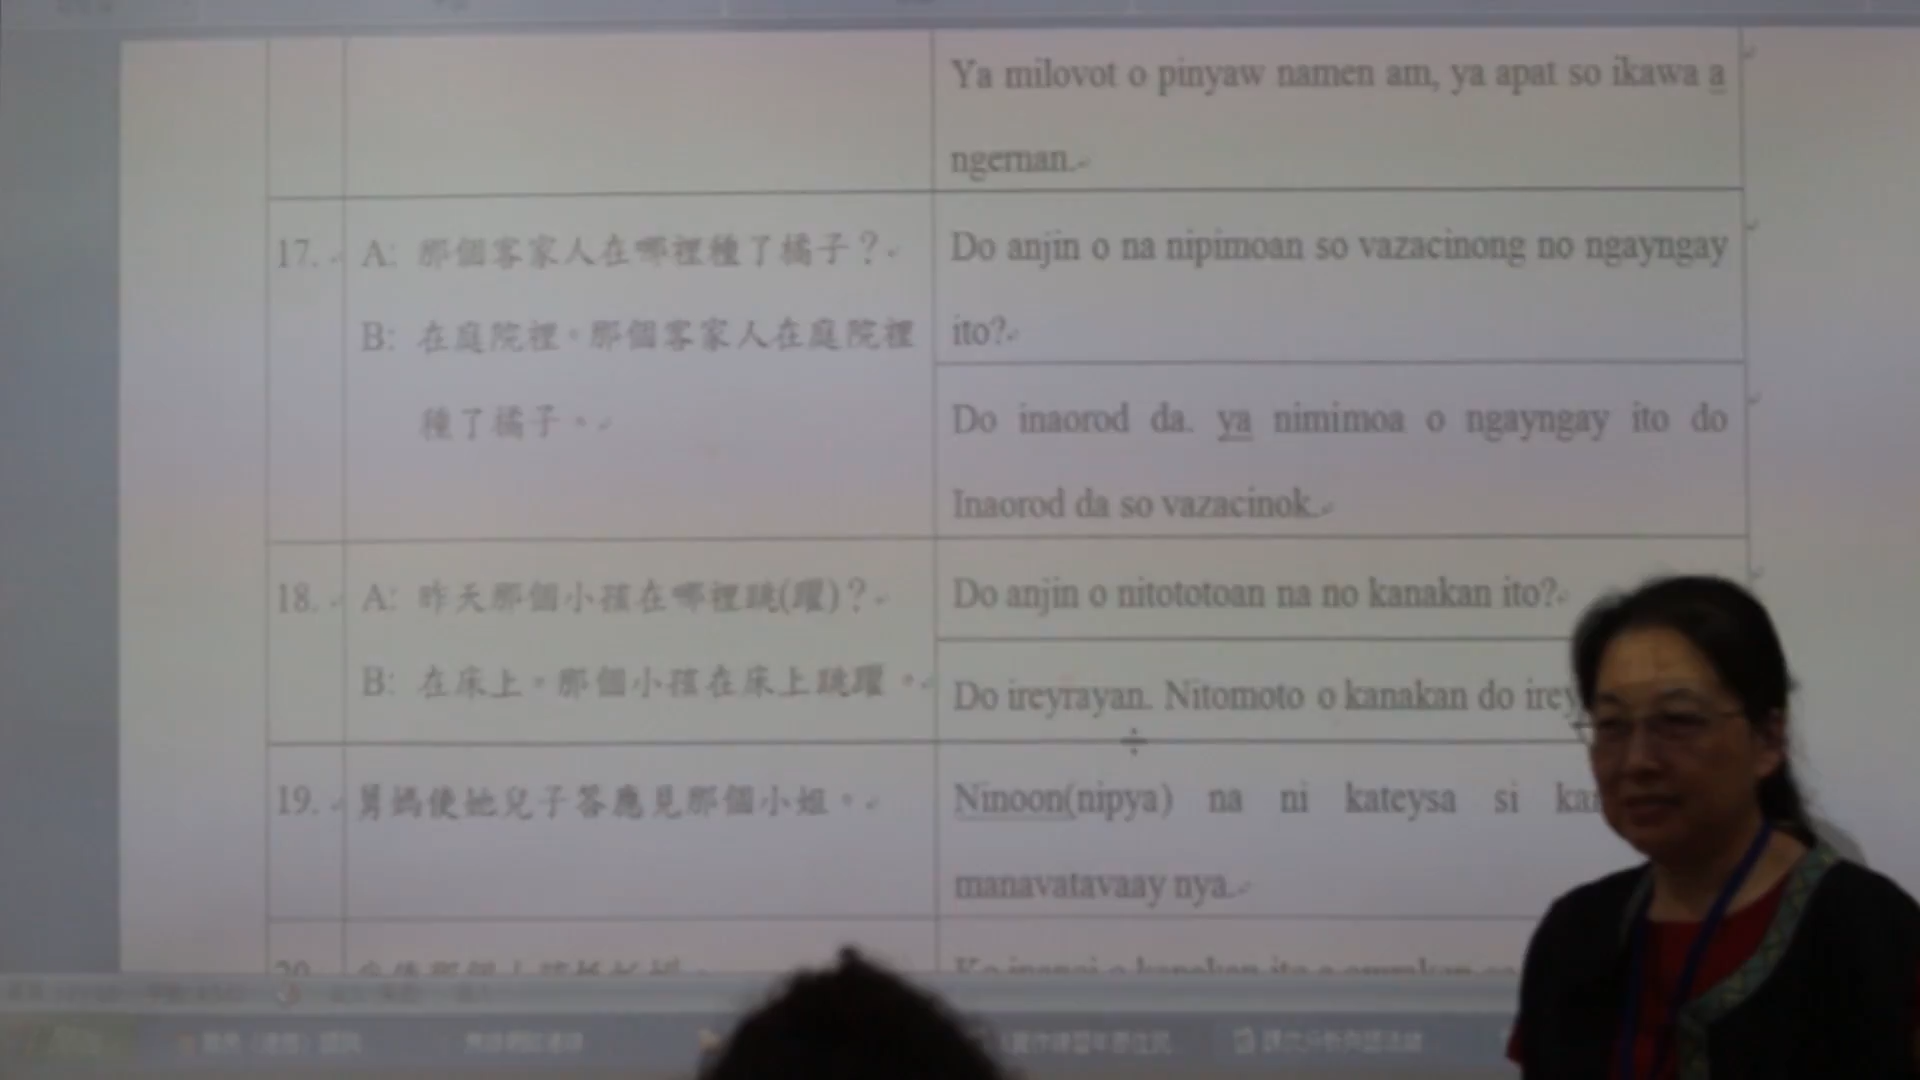 Ya milovot o pinyaw namen am, ya apat so ikawa a
ngernan.
17. A: 那個客家人在哪裡種了橘子？
B: 在庭院裡。那個客家人在庭院裡
種了橘子。
Do anjin o na nipimoan so vazacinong no ngayngay
ito?
Do inaorod da. ya nimimoa o ngayngay ito do
Inaorod da so vazacinok.
18. A: 昨天那個小孩在哪裡跳(躍)？
B: 在床上。那個小孩在床上跳躍。
Do anjin o nitototoan na no kanakan ito?
Do ireyrayan. Nitomoto o kanakan do irey
19. 舅媽使她兒子答應見那個小姐。
Ninoon(nipya) na ni kateysa si kan
manavatavaay nya.
20.